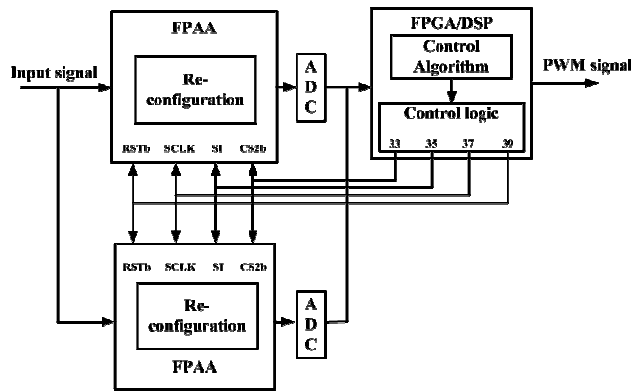 FPAA
Input signal
Re-
configuration
RSTb SCLK SI CS2b
A
D
C
FPGA/DSP
Control
Algorithm
Control logic
33 35 37 39
PWM signal
RSTb SCLK SI CS2b
Re-
configuration
FPAA
A
D
C